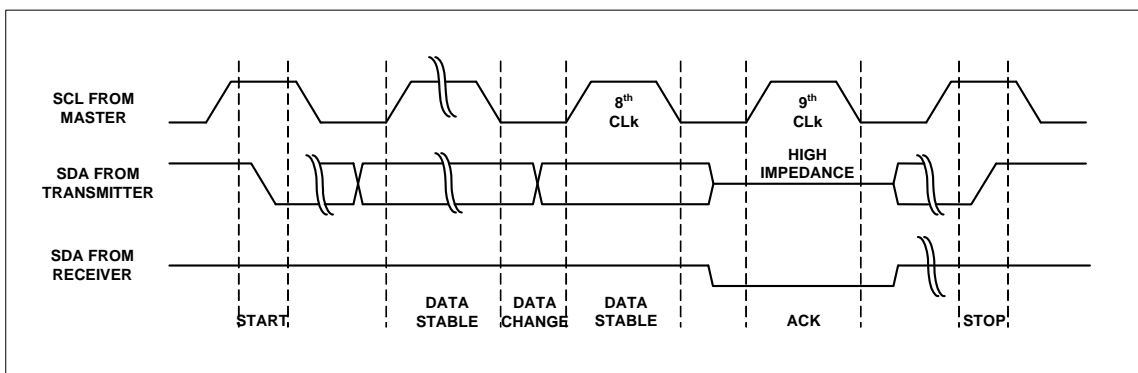 SCL FROM
MASTER
8th
CLk
9th
CLk
SDA FROM
TRANSMITTER
HIGH
IMPEDANCE
SDA FROM
RECEIVER
START
DATA
STABLE
DATA
CHANGE
DATA
STABLE
ACK
STOP